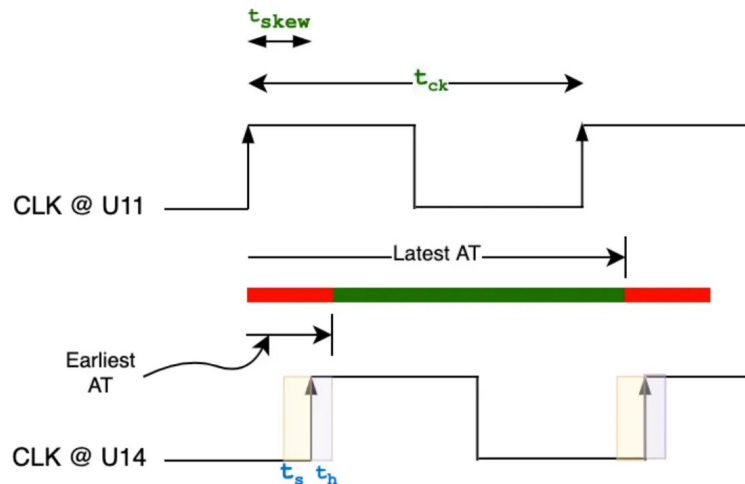 tskew
tck
CLK @ U11
Latest AT
Earliest
AT
CLK @ U14
ts th